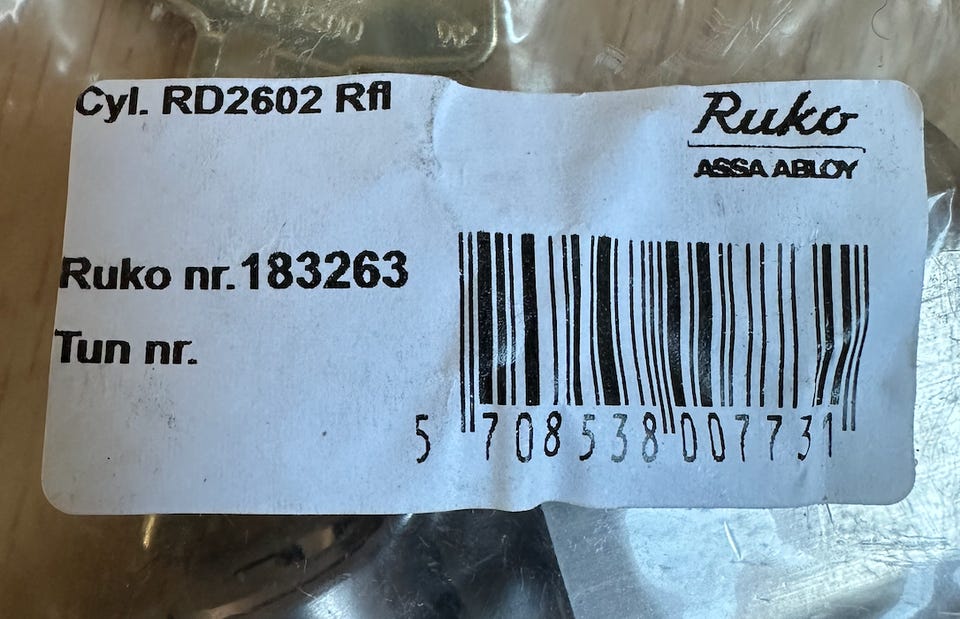 Cyl. RD2602 Rfl
Ruko
ASSA ABLOY
Ruko nr. 183263
Tun nr.
5 708538 007731